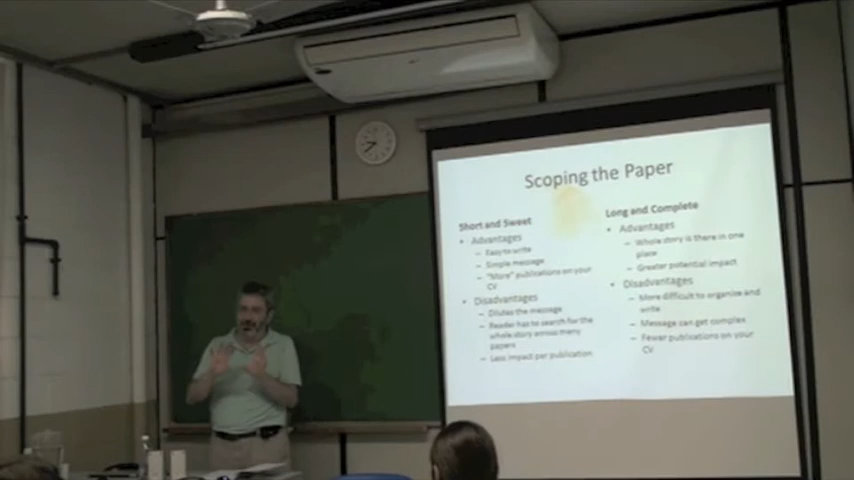 Scoping the Paper
Short and Sweet
• Advantages
– Easy to write
– Simple message
– "More" publications on your
CV
• Disadvantages
– Dilutes the message
– Reader has to search for the
whole story across many
papers
– Less impact per publication
Long and Complete
• Advantages
– Whole story is there in one
place
– Greater potential impact
• Disadvantages
– More difficult to organize and
write
– Message can get complex
– Fewer publications on your
CV